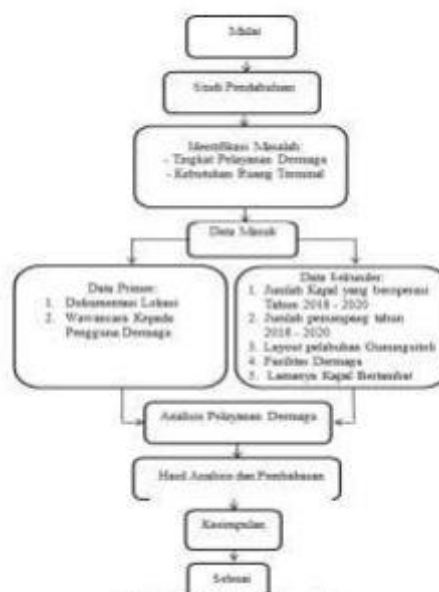 Mulai
Studi Pendahuluan
Identifikasi Masalah:
- Tingkat Pelayanan Dermaga
- Kebutuhan Ruang Terminal
Data Masuk
Data Primer:
1. Dokumentasi Lokasi
2. Wawancara Kepada
Pengguna Dermaga
Data Sekunder:
1. Jumlah Kapal yang beroperasi
Tahun 2018 - 2020
2. Jumlah penumpang tahun
2018 - 2020
3. Layout pelabuhan Gunungsitoli
4. Fasilitas Dermaga
5. Lamanya Kapal Bertambat
Analisis Pelayanan Dermaga
Hasil Analisis dan Pembahasan
Kesimpulan
Selesai